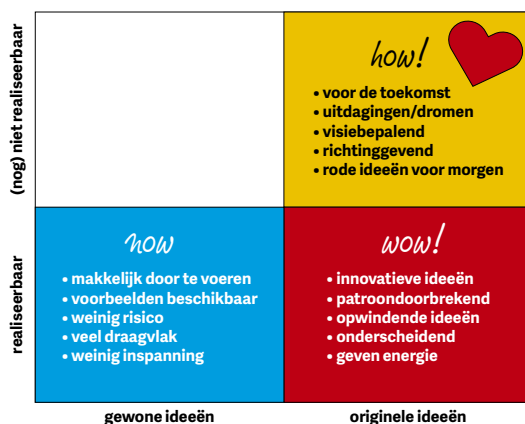 how!
• voor de toekomst
• uitdagingen/dromen
• visiebepalend
• richtinggevend
• rode ideeën voor morgen
(nog) niet realiseerbaar
now
• makkelijk door te voeren
• voorbeelden beschikbaar
• weinig risico
• veel draagvlak
• weinig inspanning
wow!
• innovatieve ideeën
• patroondoorbrekend
• opwindende ideeën
• onderscheidend
• geven energie
realiseerbaar
gewone ideeën
originele ideeën